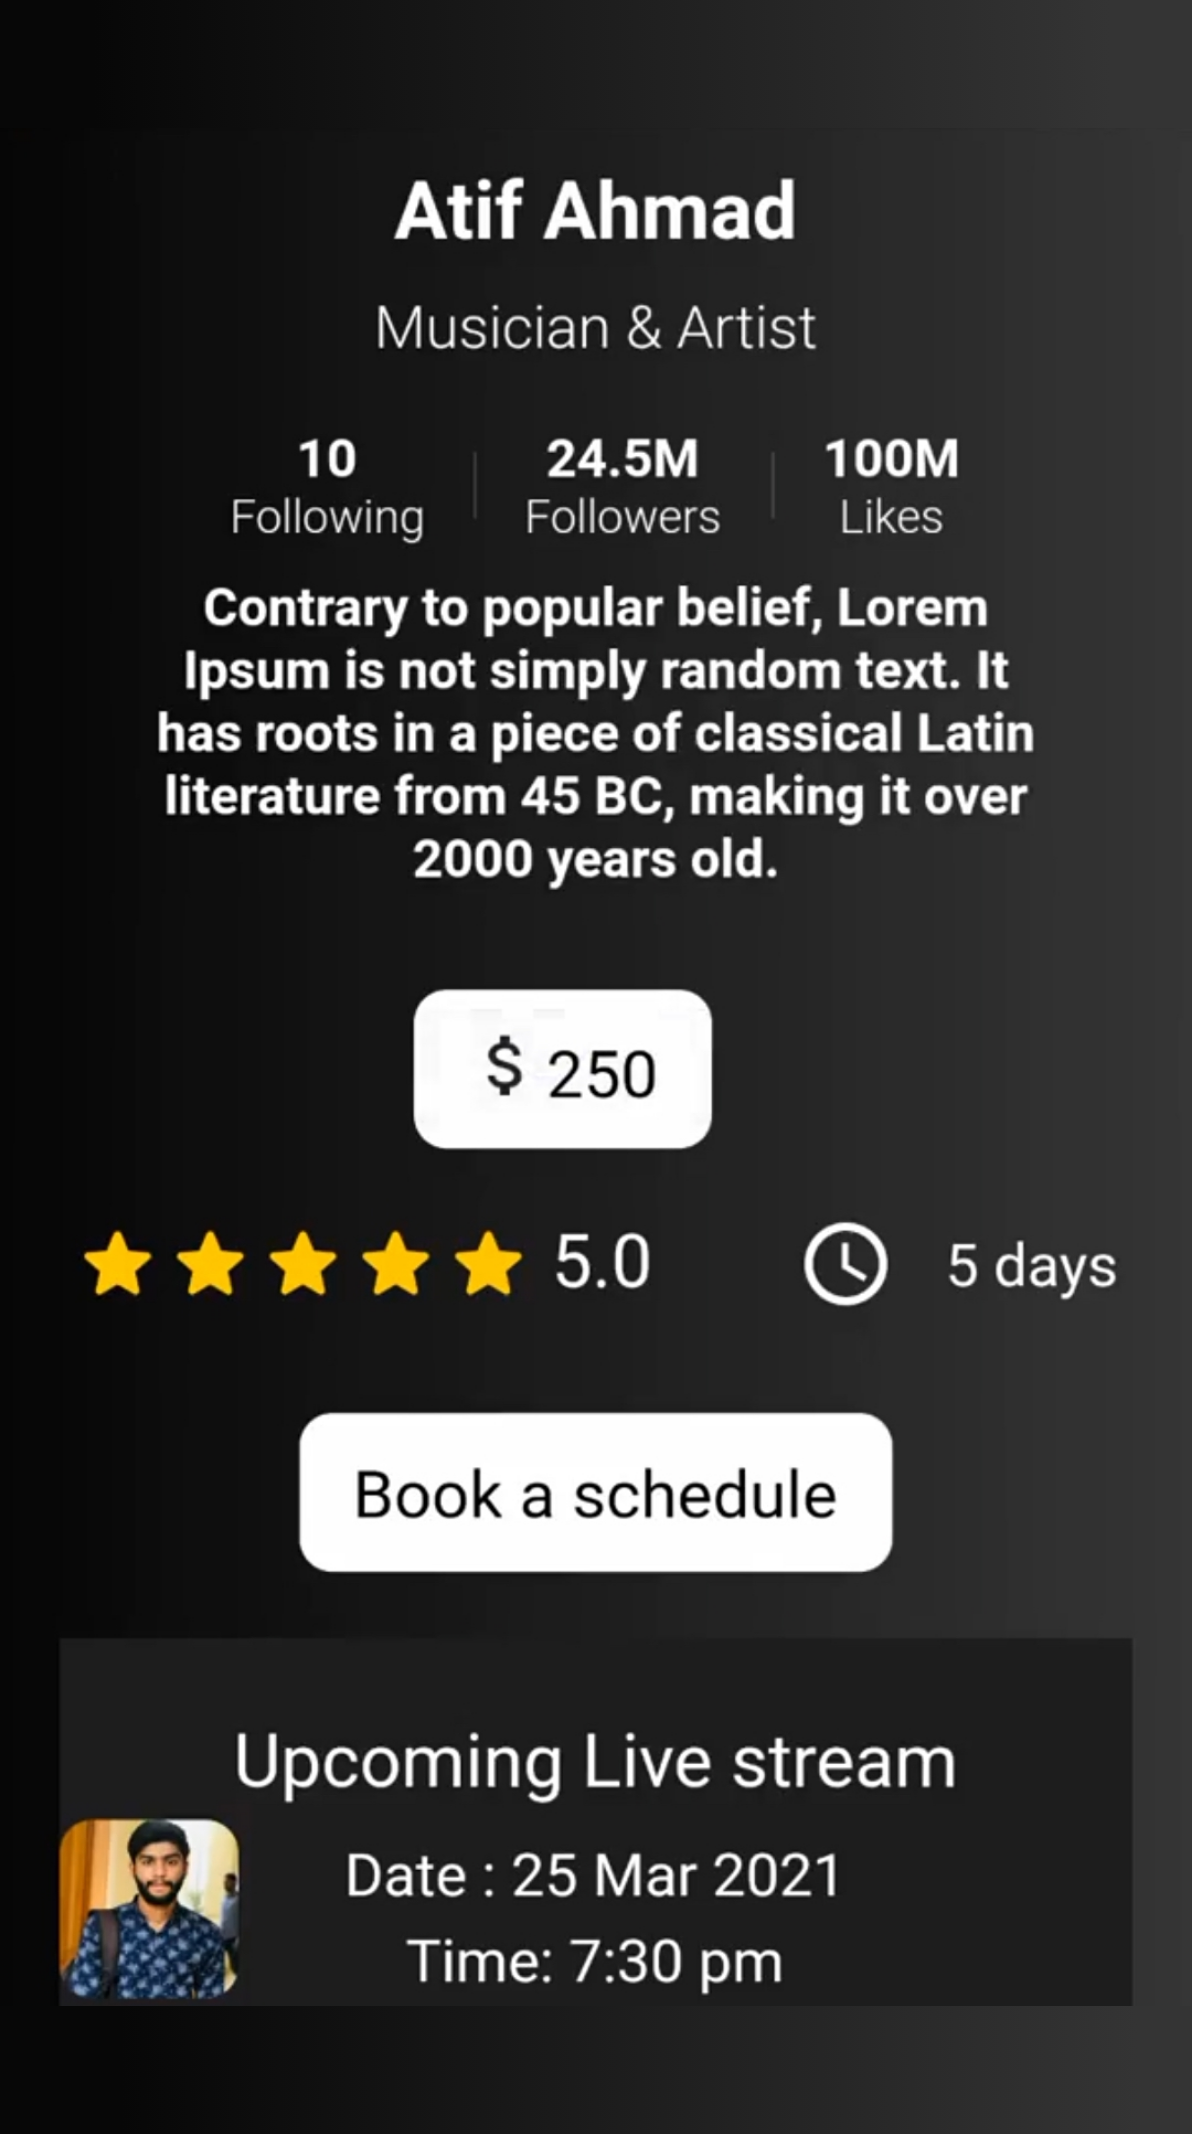 Atif Ahmad
Musician & Artist
10 24.5M 100M
Following Followers Likes
Contrary to popular belief, Lorem
Ipsum is not simply random text. It
has roots in a piece of classical Latin
literature from 45 BC, making it over
2000 years old.
$ 250
5.0 5 days
Book a schedule
Upcoming Live stream
Date : 25 Mar 2021
Time: 7:30 pm